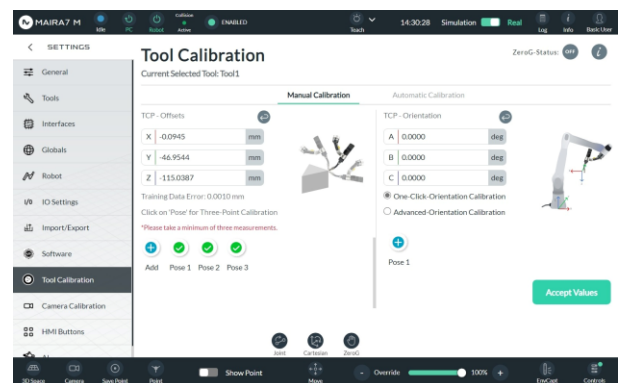 MAIRA7 M
Idle
PC
Robot
Collision
Active
ENABLED
Teach
14:30:28
Simulation
Real
Log
Info
Basic User
SETTINGS
General
Tools
Interfaces
Globals
Robot
I/O
IO Settings
Import/Export
Software
Tool Calibration
Camera Calibration
HMI Buttons
Tool Calibration
Current Selected Tool: Tool1
ZeroG-Status:
OFF
i
Manual Calibration
Automatic Calibration
TCP - Offsets
X -0.0945 mm
Y -46.9544 mm
Z -115.0387 mm
Training Data Error: 0.0010 mm
Click on 'Pose' for Three-Point Calibration
*Please take a minimum of three measurements.
Add
Pose 1
Pose 2
Pose 3
TCP - Orientation
A 0.0000 deg
B 0.0000 deg
C 0.0000 deg
One-Click-Orientation Calibration
Advanced-Orientation Calibration
Pose 1
Accept Values
Joint
Cartesian
ZeroG
3D Space
Camera
Save Point
Point
Show Point
Move
- Override 100% +
EnvCapt
Controls